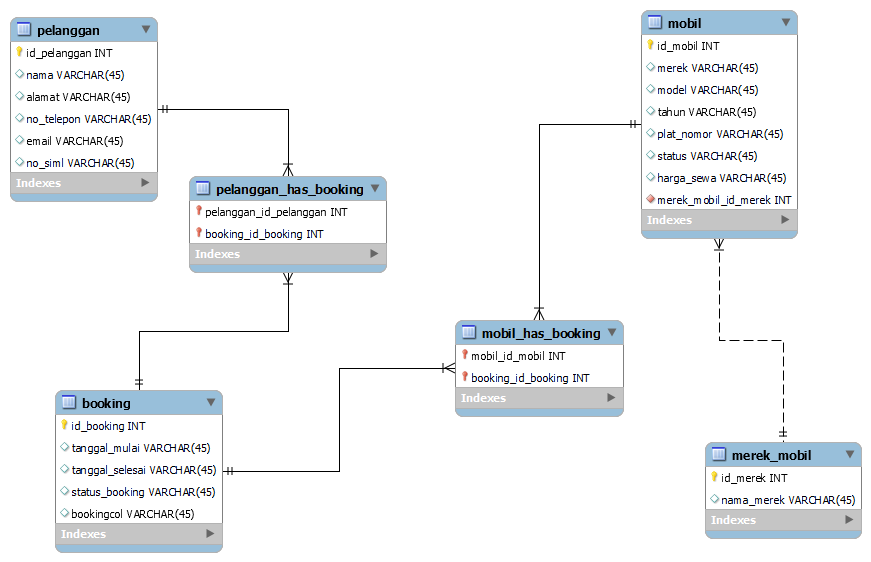 pelanggan
id_pelanggan INT
nama VARCHAR(45)
alamat VARCHAR(45)
no_telepon VARCHAR(45)
email VARCHAR(45)
no_siml VARCHAR(45)
Indexes
mobil
id_mobil INT
merek VARCHAR(45)
model VARCHAR(45)
tahun VARCHAR(45)
plat_nomor VARCHAR(45)
status VARCHAR(45)
harga_sewa VARCHAR(45)
merek_mobil_id_merek INT
Indexes
pelanggan_has_booking
pelanggan_id_pelanggan INT
booking_id_booking INT
Indexes
mobil_has_booking
mobil_id_mobil INT
booking_id_booking INT
Indexes
booking
id_booking INT
tanggal_mulai VARCHAR(45)
tanggal_selesai VARCHAR(45)
status_booking VARCHAR(45)
bookingcol VARCHAR(45)
Indexes
merek_mobil
id_merek INT
nama_merek VARCHAR(45)
Indexes